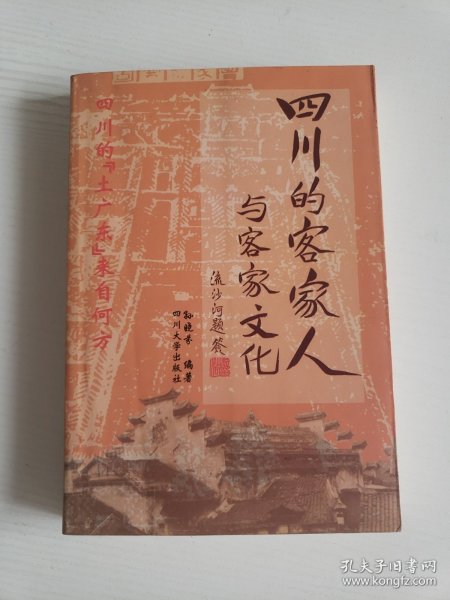 四川的客家人
与客家文化
流沙河题签
孙晓芬 编著
四川大学出版社
四川的『土广东』来自何方
孔夫子旧书网
www.kongfz.com